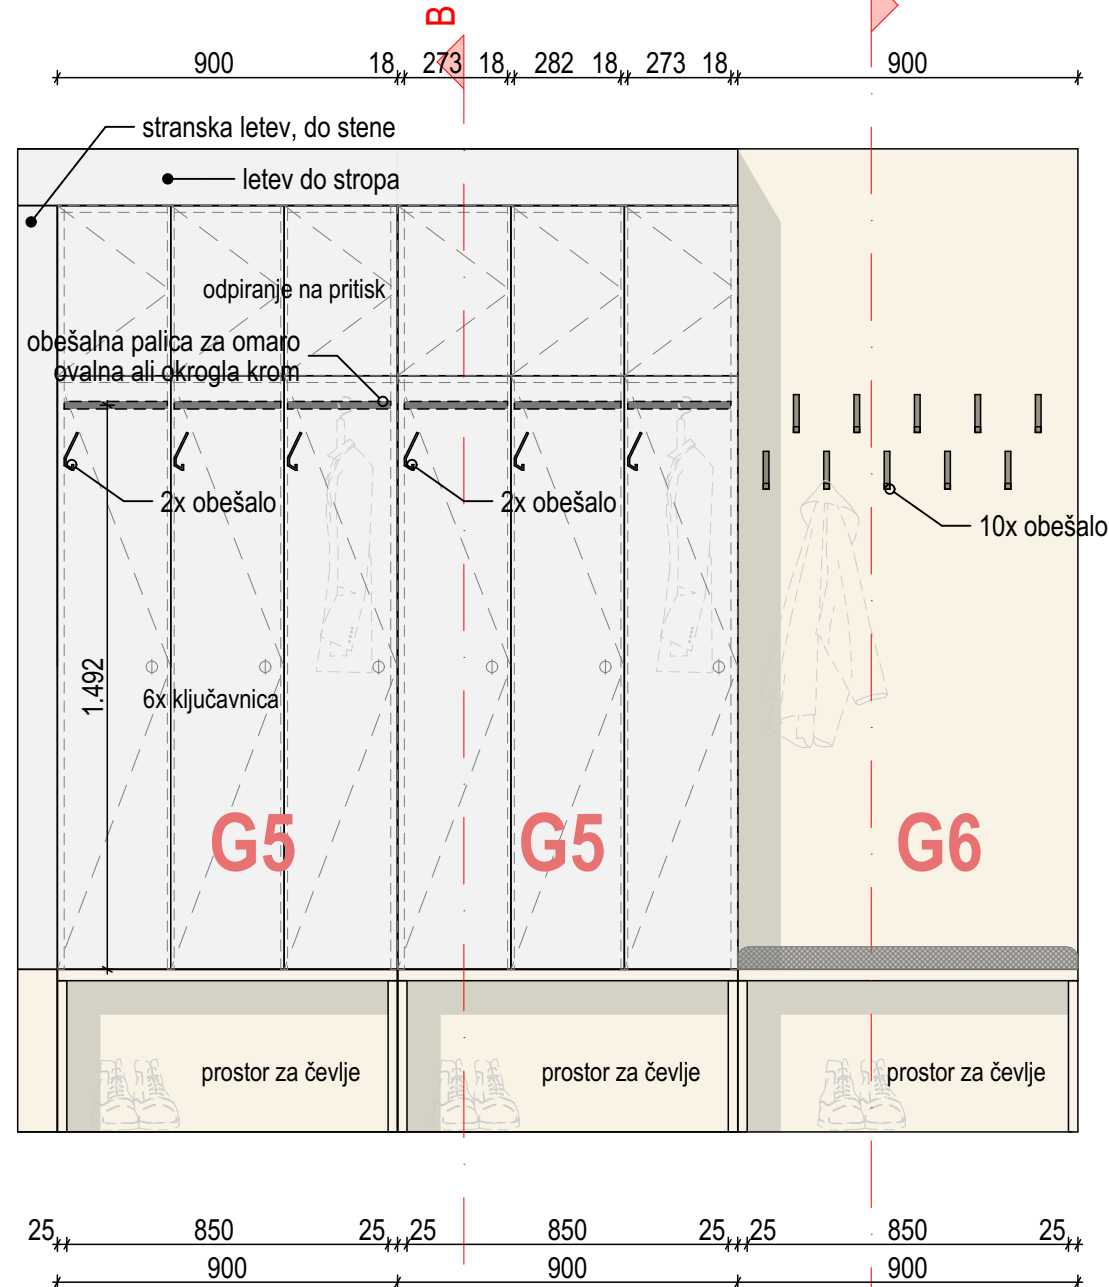 B
900 18 273 18 282 18 273 18 900
stranska letev, do stene
letev do stropa
odpiranje na pritisk
obešalna palica za omaro
ovalna ali okrogla krom
2x obešalo
2x obešalo
10x obešalo
1.492
6x ključavnica
G5
G5
G6
prostor za čevlje
prostor za čevlje
prostor za čevlje
25 850 25 25 850 25 25 850 25
900 900 900